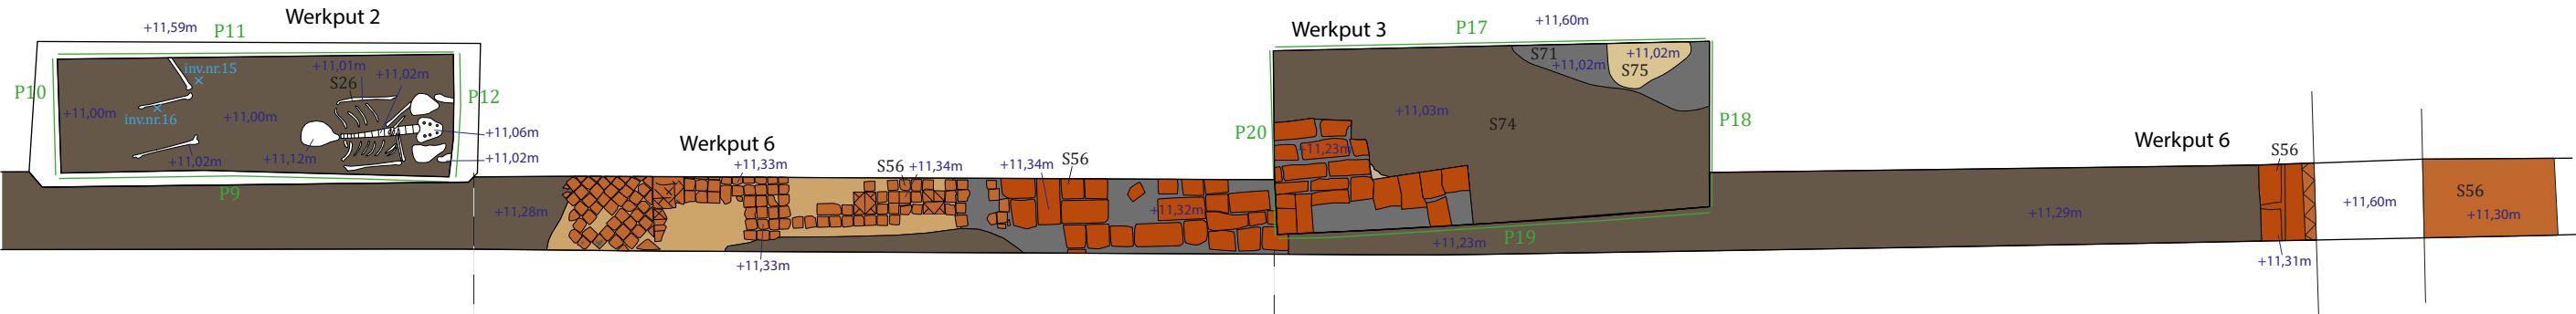 Werkput 2
+11,59m
P11
inv.nr.15
+11,01m
+11,02m
S26
P10
P12
+11,00m
+11,00m
inv.nr.16
+11,06m
+11,02m
+11,12m
+11,02m
P9
Werkput 6
+11,33m
S56
+11,34m
+11,34m
S56
+11,28m
+11,32m
+11,33m
Werkput 3
P17
+11,60m
S71
+11,02m
+11,02m
S75
+11,03m
S74
P20
P18
+11,23m
+11,23m
P19
Werkput 6
S56
+11,29m
+11,60m
S56
+11,30m
+11,31m